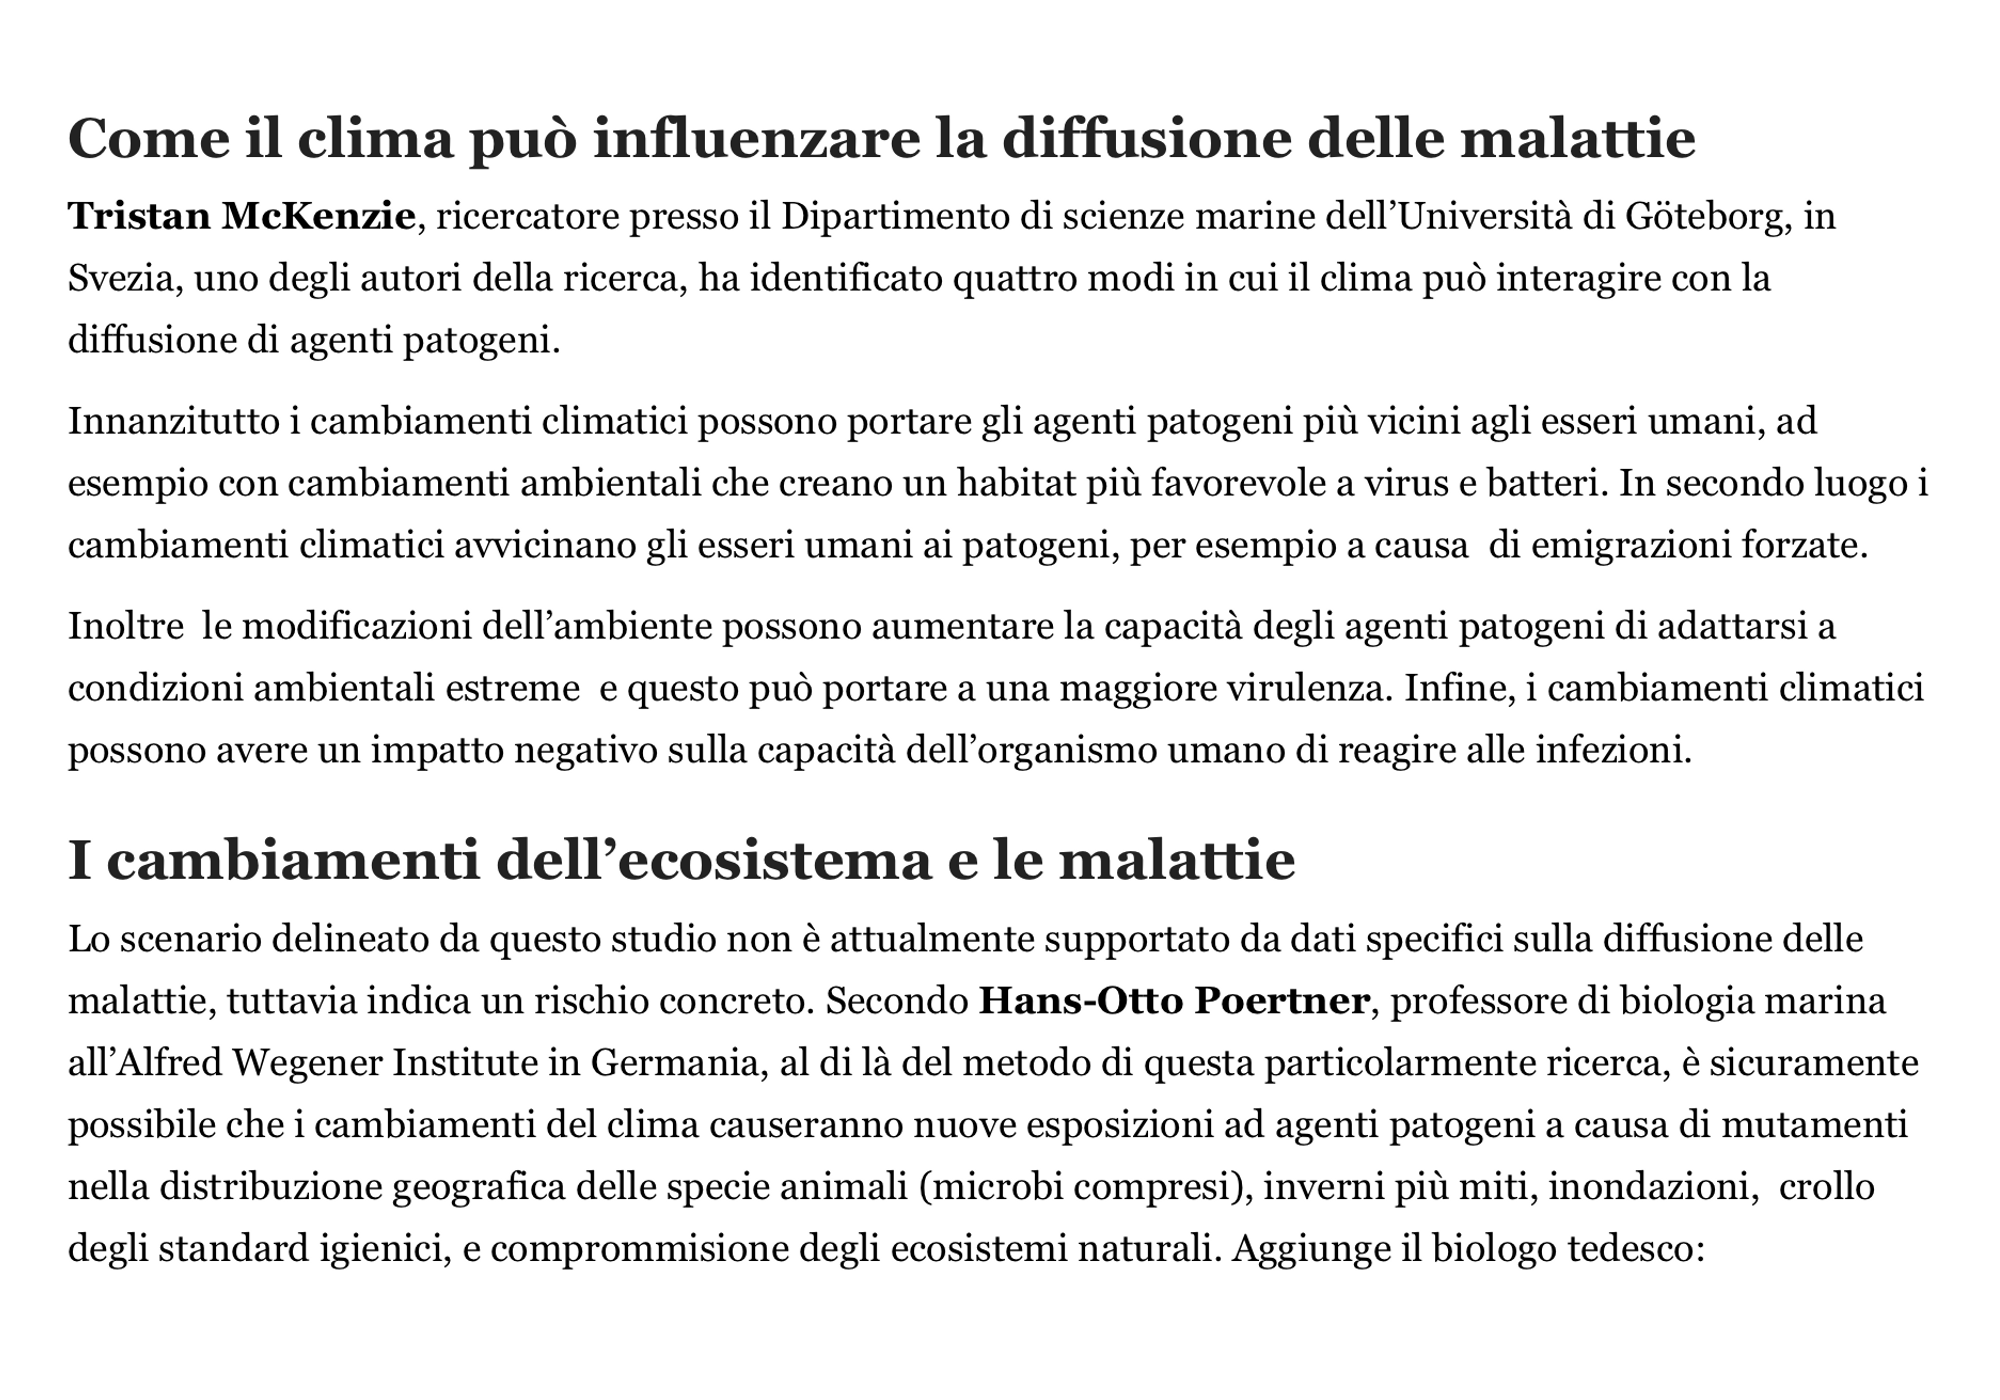 Come il clima può influenzare la diffusione delle malattie
Tristan McKenzie, ricercatore presso il Dipartimento di scienze marine dell’Università di Göteborg, in
Svezia, uno degli autori della ricerca, ha identificato quattro modi in cui il clima può interagire con la
diffusione di agenti patogeni.
Innanzitutto i cambiamenti climatici possono portare gli agenti patogeni più vicini agli esseri umani, ad
esempio con cambiamenti ambientali che creano un habitat più favorevole a virus e batteri. In secondo luogo i
cambiamenti climatici avvicinano gli esseri umani ai patogeni, per esempio a causa  di emigrazioni forzate.
Inoltre  le modificazioni dell’ambiente possono aumentare la capacità degli agenti patogeni di adattarsi a
condizioni ambientali estreme  e questo può portare a una maggiore virulenza. Infine, i cambiamenti climatici
possono avere un impatto negativo sulla capacità dell’organismo umano di reagire alle infezioni.
I cambiamenti dell’ecosistema e le malattie
Lo scenario delineato da questo studio non è attualmente supportato da dati specifici sulla diffusione delle
malattie, tuttavia indica un rischio concreto. Secondo Hans-Otto Poertner, professore di biologia marina
all’Alfred Wegener Institute in Germania, al di là del metodo di questa particolarmente ricerca, è sicuramente
possibile che i cambiamenti del clima causeranno nuove esposizioni ad agenti patogeni a causa di mutamenti
nella distribuzione geografica delle specie animali (microbi compresi), inverni più miti, inondazioni,  crollo
degli standard igienici, e comprommisione degli ecosistemi naturali. Aggiunge il biologo tedesco: